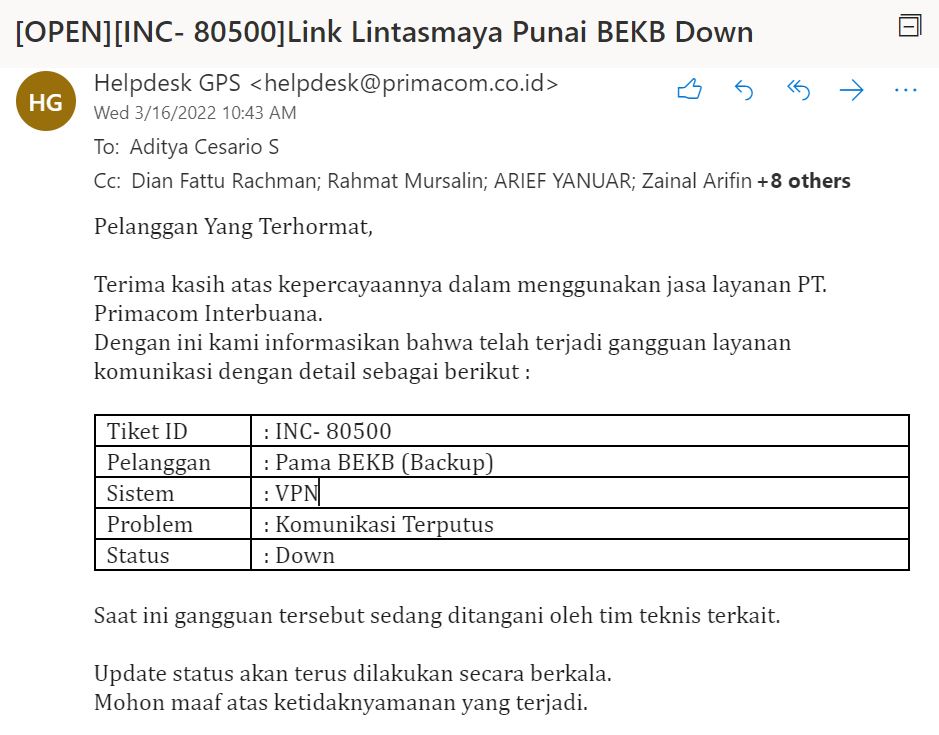 [OPEN][INC- 80500]Link Lintasmaya Punai BEKB Down
HG
Helpdesk GPS <helpdesk@primacom.co.id>
Wed 3/16/2022 10:43 AM
To: Aditya Cesario S
Cc: Dian Fattu Rachman; Rahmat Mursalin; ARIEF YANUAR; Zainal Arifin +8 others
Pelanggan Yang Terhormat,
Terima kasih atas kepercayaannya dalam menggunakan jasa layanan PT.
Primacom Interbuana.
Dengan ini kami informasikan bahwa telah terjadi gangguan layanan
komunikasi dengan detail sebagai berikut :
Tiket ID : INC- 80500
Pelanggan : Pama BEKB (Backup)
Sistem : VPN
Problem : Komunikasi Terputus
Status : Down
Saat ini gangguan tersebut sedang ditangani oleh tim teknis terkait.
Update status akan terus dilakukan secara berkala.
Mohon maaf atas ketidaknyamanan yang terjadi.